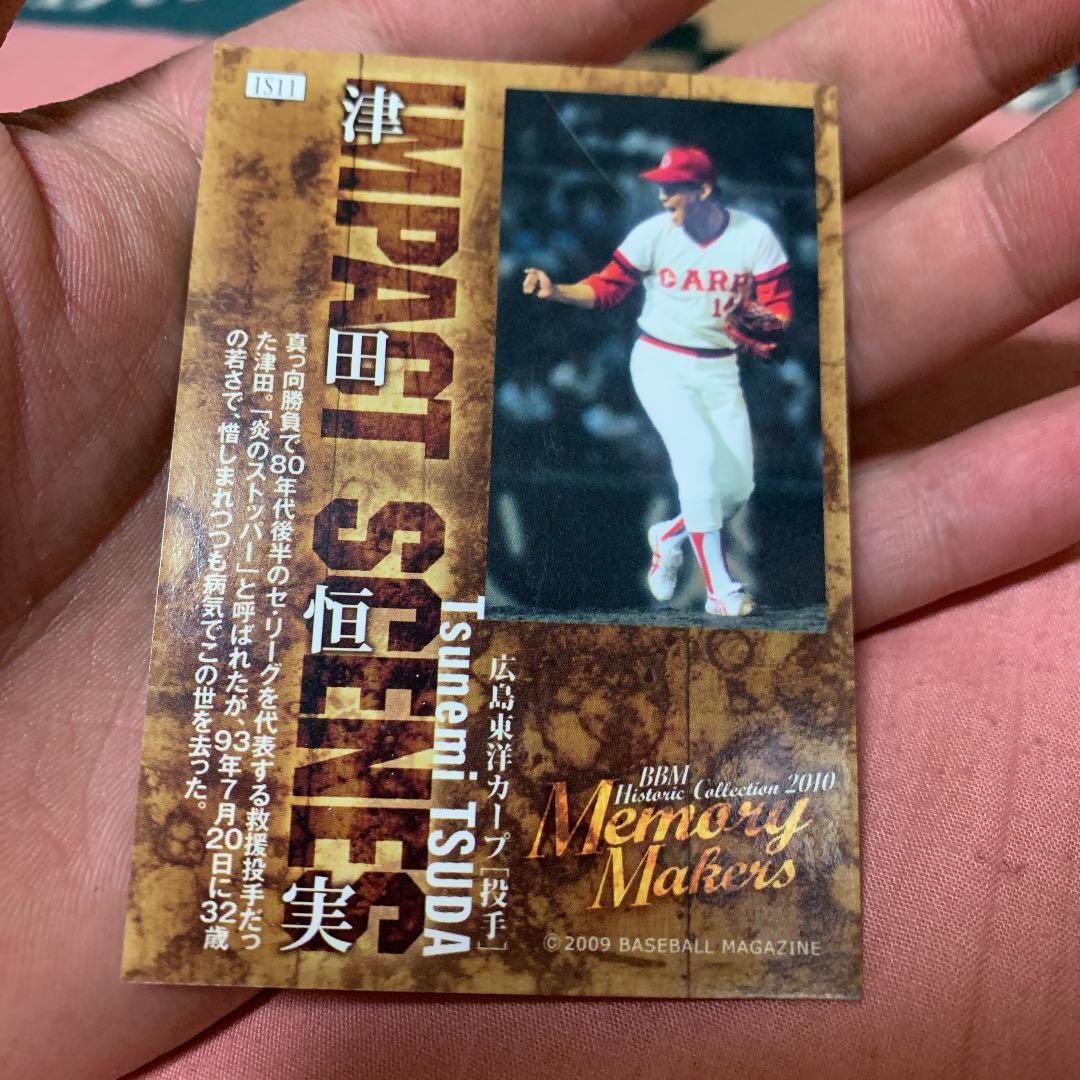 IS11
IMPACT SCENES
津田恒実
Tsunemi TSUDA
広島東洋カープ［投手］
真っ向勝負で80年代後半のセ・リーグを代表する救援投手だっ
た津田。「炎のストッパー」と呼ばれたが、93年7月20日に32歳
の若さで、惜しまれつつも病気でこの世を去った。
CARP
BBM
Historic Collection 2010
Memory
Makers
©2009 BASEBALL MAGAZINE